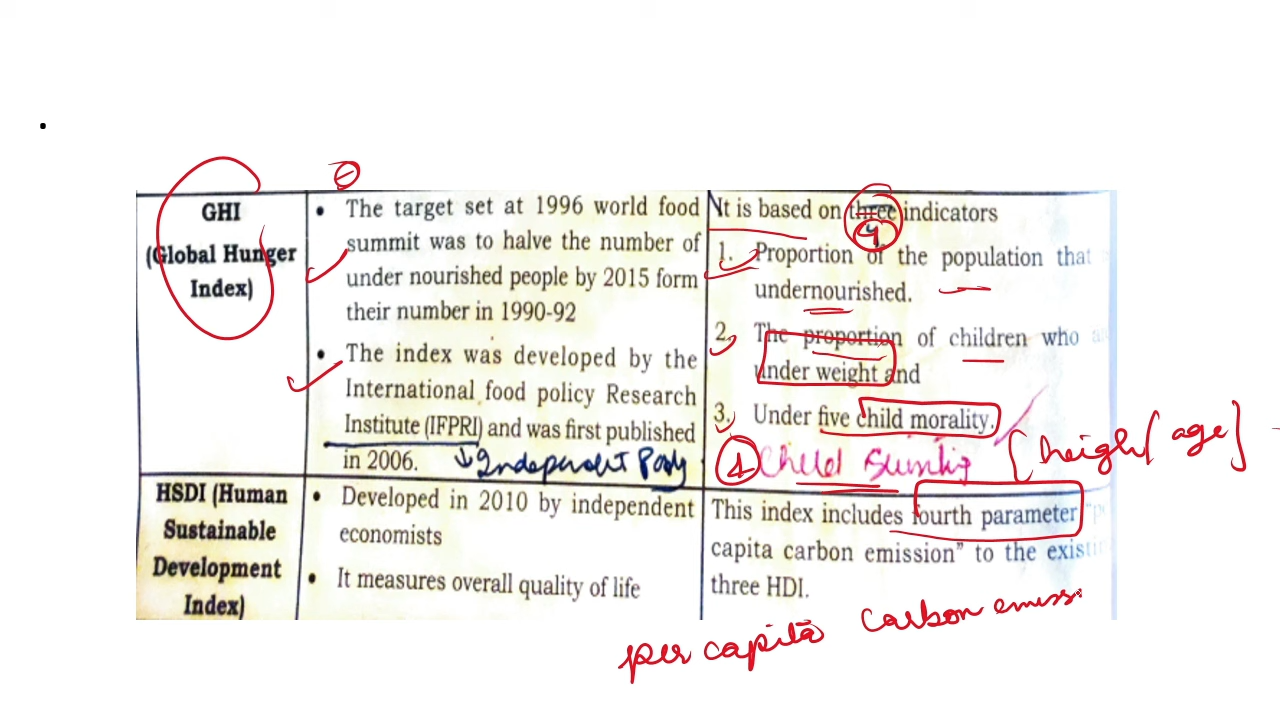 GHI
(Global Hunger
Index)
• The target set at 1996 world food
summit was to halve the number of
under nourished people by 2015 form
their number in 1990-92
• The index was developed by the
International food policy Research
Institute (IFPRI) and was first published
in 2006. ↓ Independent Body
It is based on three indicators
4
1. Proportion of the population that
undernourished.
2. The proportion of children who
under weight and
3. Under five child morality.
4 Child [height/age]
HSDI (Human
Sustainable
Development
Index)
• Developed in 2010 by independent
economists
• It measures overall quality of life
This index includes fourth parameter
capita carbon emission” to the
three HDI.
per capita carbon